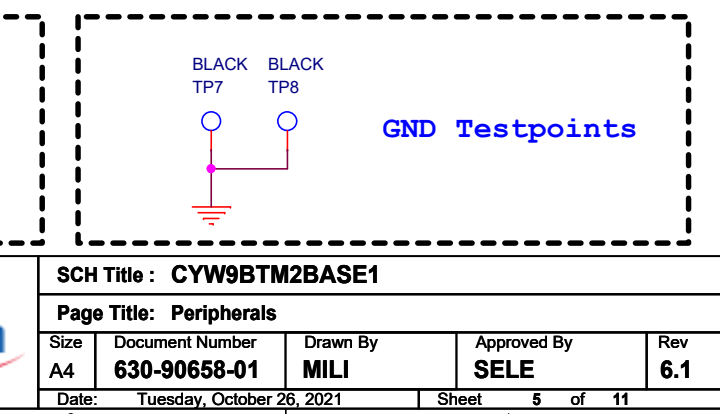 BLACK BLACK
TP7 TP8
GND Testpoints
SCH Title : CYW9BTM2BASE1
Page Title: Peripherals
Size Document Number Drawn By Approved By Rev
A4 630-90658-01 MILI SELE 6.1
Date: Tuesday, October 26, 2021 Sheet 5 of 11